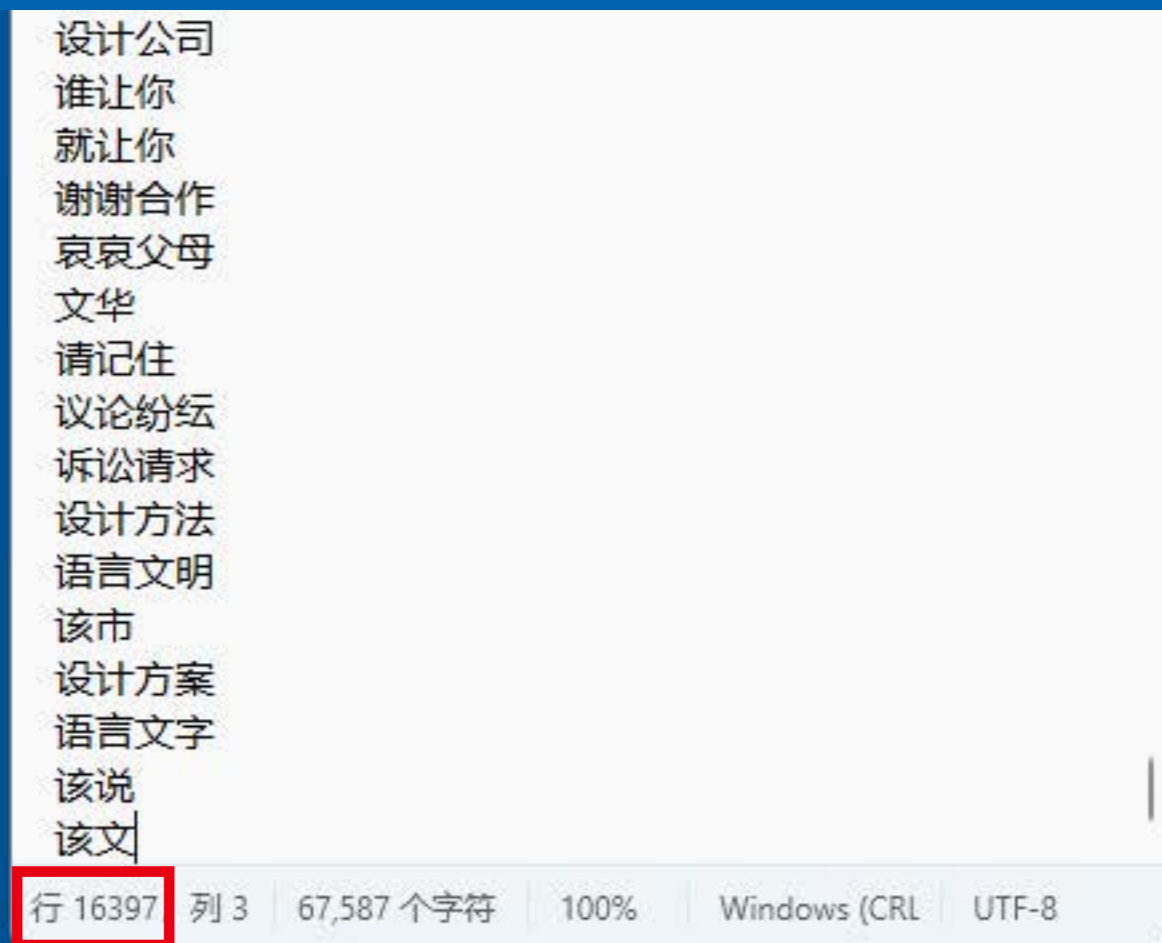 设计公司
谁让你
就让你
谢谢合作
哀哀父母
文华
请记住
议论纷纭
诉讼请求
设计方法
语言文明
该市
设计方案
语言文字
该说
该文
行 16397 列 3 67,587 个字符 100% Windows (CRL UTF-8